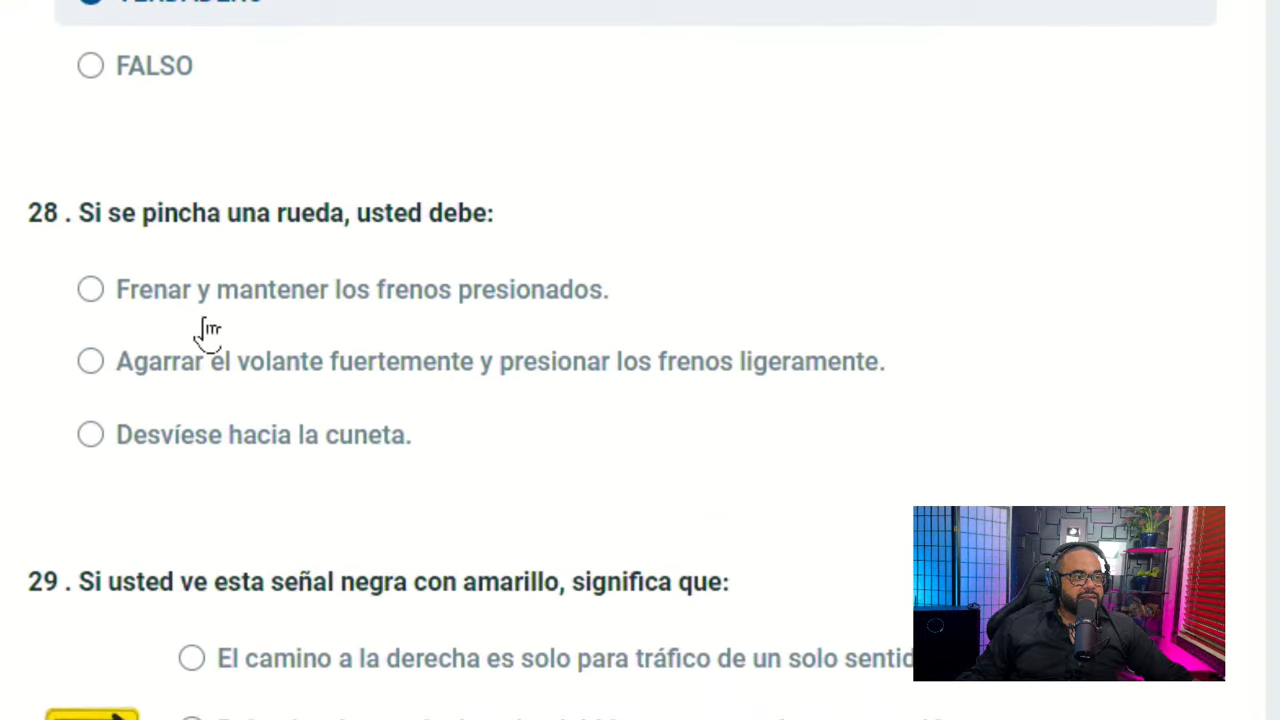 FALSO
28 . Si se pincha una rueda, usted debe:
Frenar y mantener los frenos presionados.
Agarrar el volante fuertemente y presionar los frenos ligeramente.
Desvíese hacia la cuneta.
29 . Si usted ve esta señal negra con amarillo, significa que:
El camino a la derecha es solo para tráfico de un solo sentid